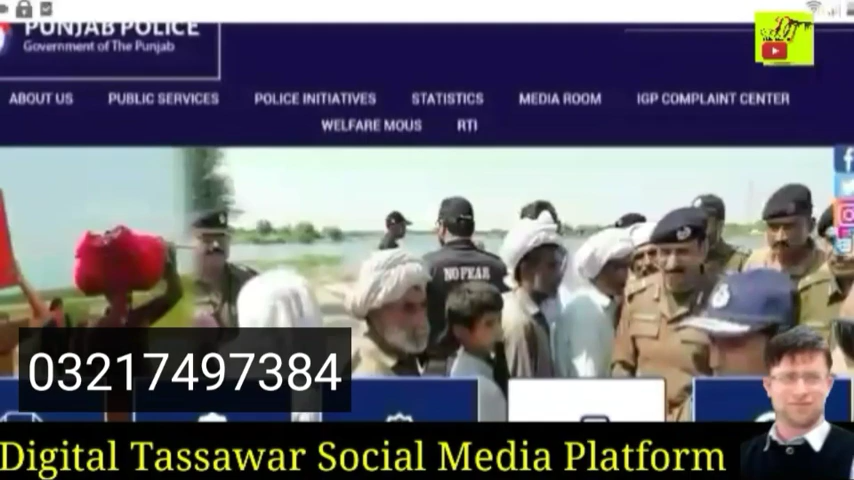 PUNJAB POLICE
Government of The Punjab
ABOUT US PUBLIC SERVICES POLICE INITIATIVES STATISTICS MEDIA ROOM IGP COMPLAINT CENTER
WELFARE MOUS RTI
NO FEAR
03217497384
Digital Tassawar Social Media Platform